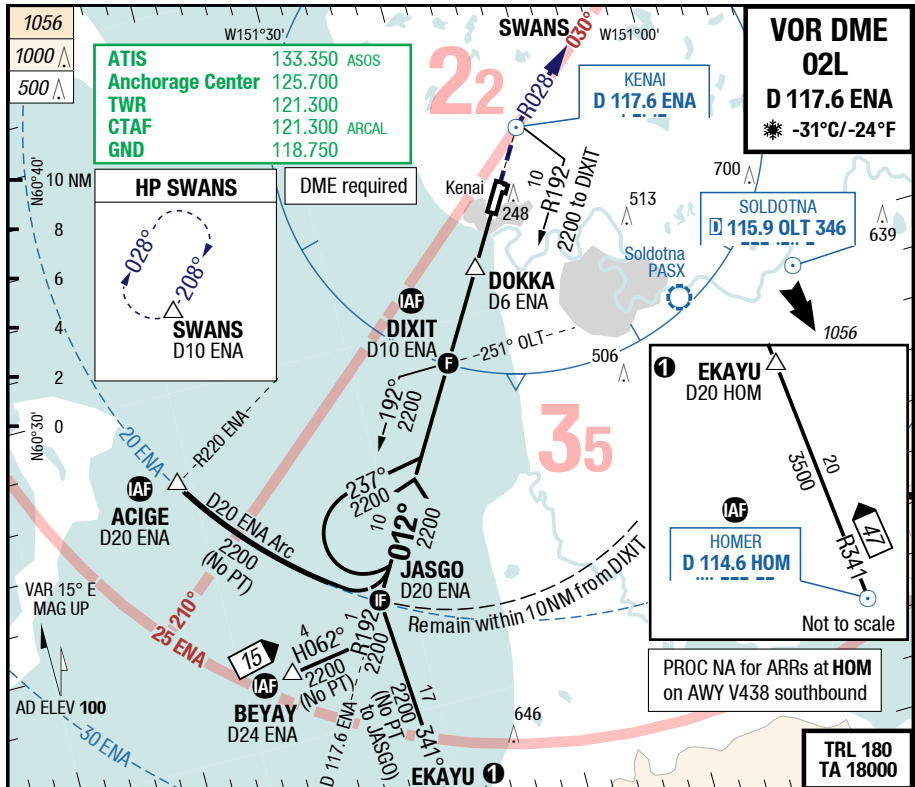 1056
1000
500
ATIS 133.350 ASOS
Anchorage Center 125.700
TWR 121.300
CTAF 121.300 ARCAL
GND 118.750
W151°30'
W151°00'
SWANS
030°
R028
22
KENAI
D 117.6 ENA
VOR DME
02L
D 117.6 ENA
-31°C/-24°F
N60°40'
10 NM
8
6
4
2
0
N60°30'
HP SWANS
028°
208°
SWANS
D10 ENA
DME required
Kenai
248
10
R192
2200 to DIXIT
513
700
639
SOLDOTNA
D 115.9 OLT 346
Soldotna
PASX
1056
DOKKA
D6 ENA
IAF
DIXIT
D10 ENA
F
251° OLT
506
192°
2200
35
20 ENA
R220 ENA
IAF
ACIGE
D20 ENA
D20 ENA Arc
2200
(No PT)
237°
2200
10
012°
2200
JASGO
D20 ENA
IF
Remain within 10NM from DIXIT
VAR 15° E
MAG UP
AD ELEV 100
210°
25 ENA
30 ENA
15
IAF
BEYAY
D24 ENA
4
H062°
2200
(No PT)
1
R192
2200
D 117.6 ENA
17
2200
(No PT
to JASGO)
341°
EKAYU 1
646
1
EKAYU
D20 HOM
20
3500
47
R341
IAF
HOMER
D 114.6 HOM
Not to scale
PROC NA for ARRs at HOM
on AWY V438 southbound
TRL 180
TA 18000